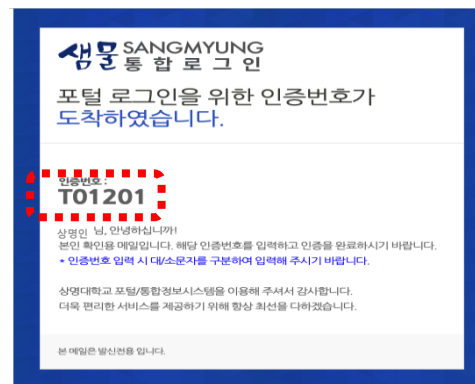 샘물 SANGMYUNG
통합로그인
포털 로그인을 위한 인증번호가
도착하였습니다.
인증번호 :
T01201
상명인 님, 안녕하십니까!
본인 확인용 메일입니다. 해당 인증번호를 입력하고 인증을 완료하시기 바랍니다.
* 인증번호 입력 시 대/소문자를 구분하여 입력해 주시기 바랍니다.
상명대학교 포털/통합정보시스템을 이용해 주셔서 감사합니다.
더욱 편리한 서비스를 제공하기 위해 항상 최선을 다하겠습니다.
본 메일은 발신전용 입니다.